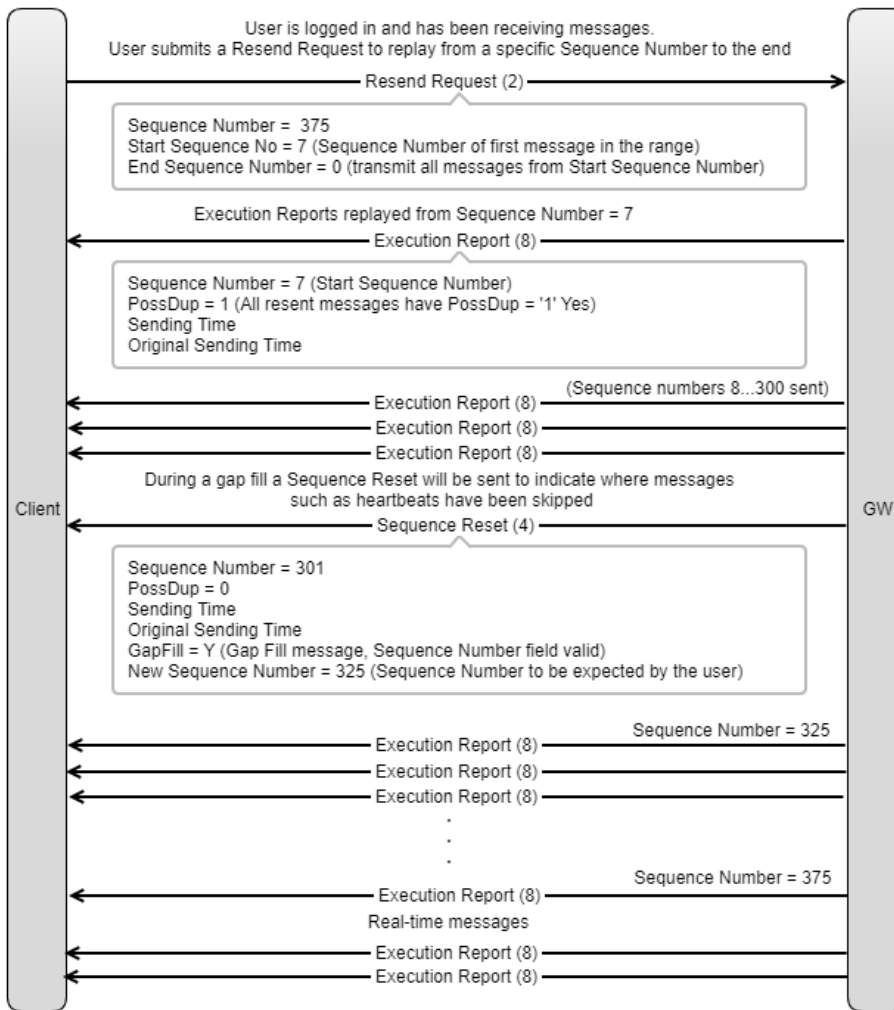 User is logged in and has been receiving messages.
User submits a Resend Request to replay from a specific Sequence Number to the end
Resend Request (2)
Sequence Number =  375
Start Sequence No = 7 (Sequence Number of first message in the range)
End Sequence Number = 0 (transmit all messages from Start Sequence Number)
Execution Reports replayed from Sequence Number = 7
Execution Report (8)
Sequence Number = 7 (Start Sequence Number)
PossDup = 1 (All resent messages have PossDup = '1' Yes)
Sending Time
Original Sending Time
(Sequence numbers 8...300 sent)
Execution Report (8)
Execution Report (8)
Execution Report (8)
During a gap fill a Sequence Reset will be sent to indicate where messages
such as heartbeats have been skipped
Client
GW
Sequence Reset (4)
Sequence Number = 301
PossDup = 0
Sending Time
Original Sending Time
GapFill = Y (Gap Fill message, Sequence Number field valid)
New Sequence Number = 325 (Sequence Number to be expected by the user)
Sequence Number = 325
Execution Report (8)
Execution Report (8)
Execution Report (8)
.
.
.
Sequence Number = 375
Execution Report (8)
Real-time messages
Execution Report (8)
Execution Report (8)